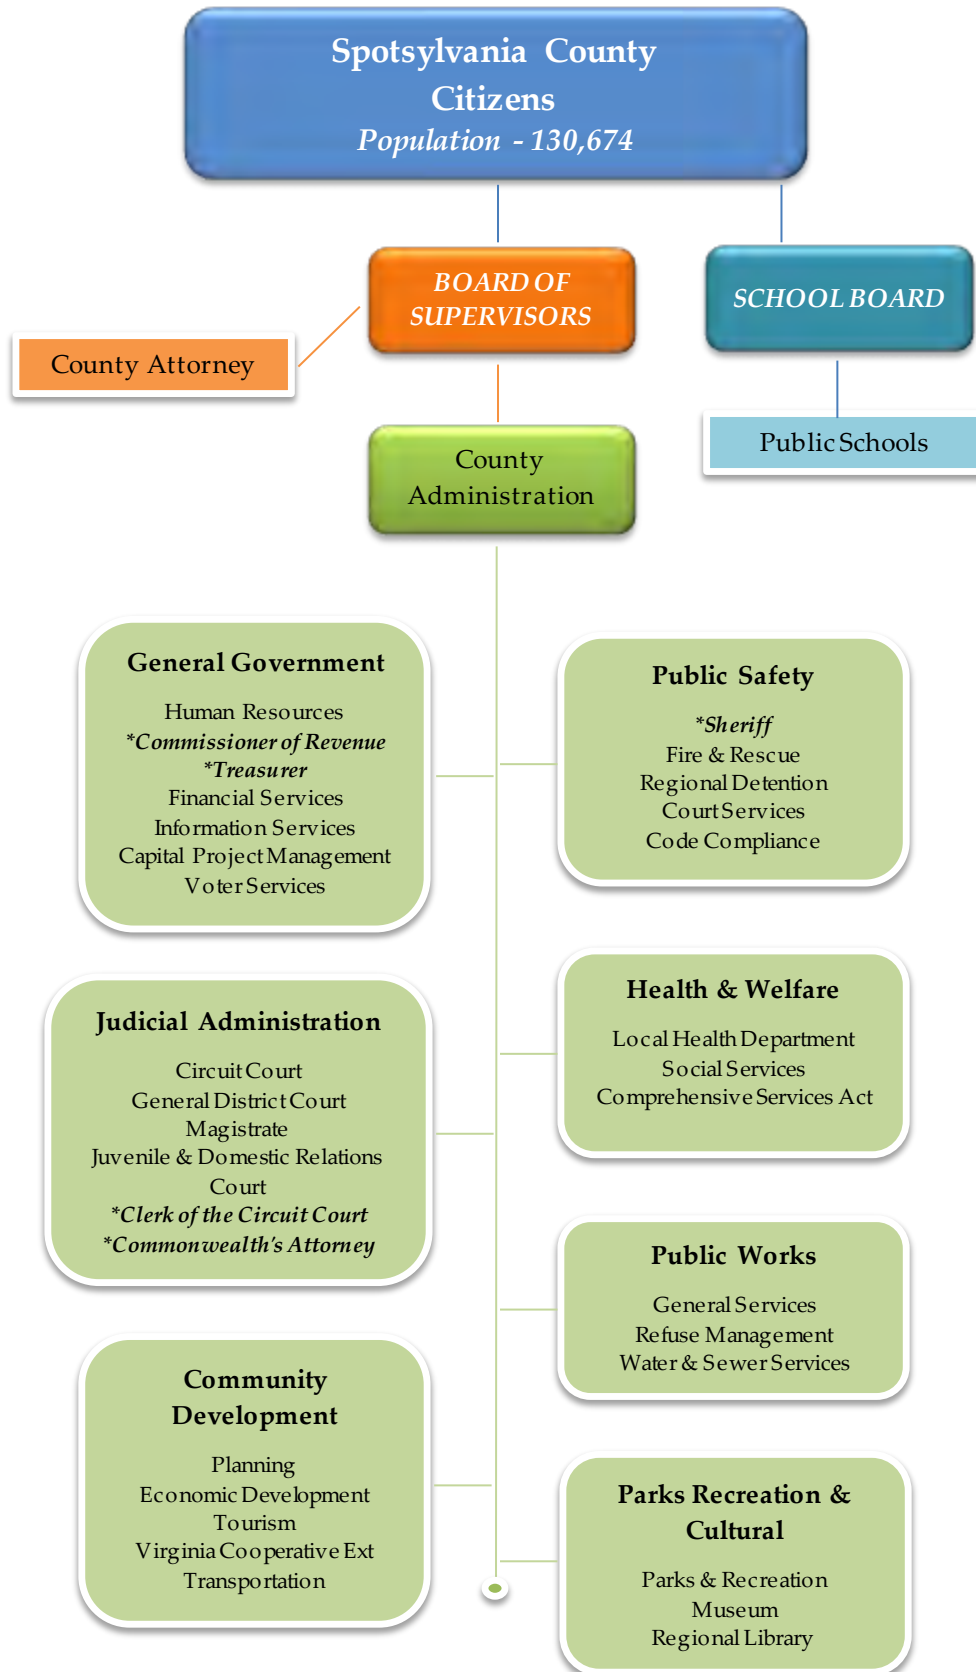 Spotsylvania County
Citizens
Population - 130,674
BOARD OF
SUPERVISORS
SCHOOL BOARD
County Attorney
Public Schools
County
Administration
General Government
Human Resources
*Commissioner of Revenue
*Treasurer
Financial Services
Information Services
Capital Project Management
Voter Services
Public Safety
*Sheriff
Fire & Rescue
Regional Detention
Court Services
Code Compliance
Judicial Administration
Circuit Court
General District Court
Magistrate
Juvenile & Domestic Relations
Court
*Clerk of the Circuit Court
*Commonwealth's Attorney
Health & Welfare
Local Health Department
Social Services
Comprehensive Services Act
Public Works
General Services
Refuse Management
Water & Sewer Services
Community
Development
Planning
Economic Development
Tourism
Virginia Cooperative Ext
Transportation
Parks Recreation &
Cultural
Parks & Recreation
Museum
Regional Library